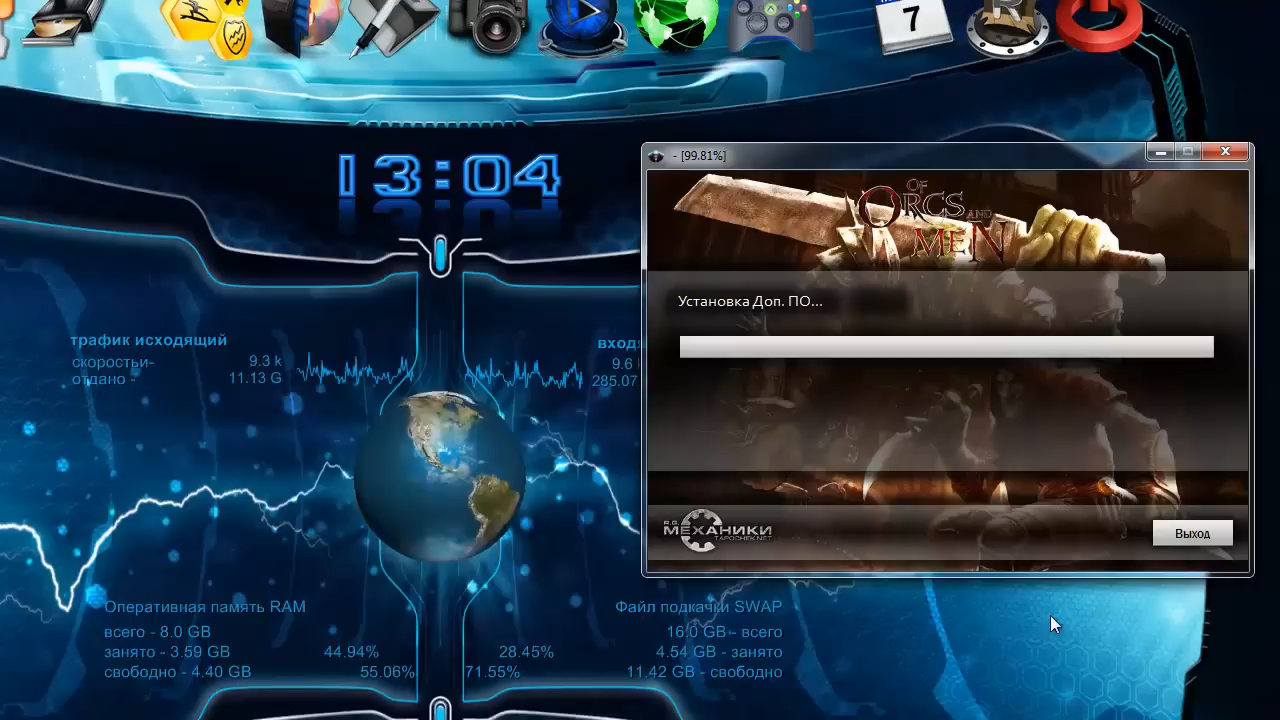 7
R
13:04
- [99.81%]
OF
ORCS AND
MEN
Установка Доп. ПО...
трафик исходящий
скоростьи-
9.3 k
отдано -
11.13 G
9.6
285.07
Оперативная память RAM
всего - 8.0 GB
занято - 3.59 GB
44.94%
свободно - 4.40 GB
55.06%
Файл подкачки SWAP
16.0 GB - всего
28.45%
4.54 GB - занято
71.55%
11.42 GB - свободно
R.G.
МЕХАНИКИ
TAPOCHEK.NET
Выход